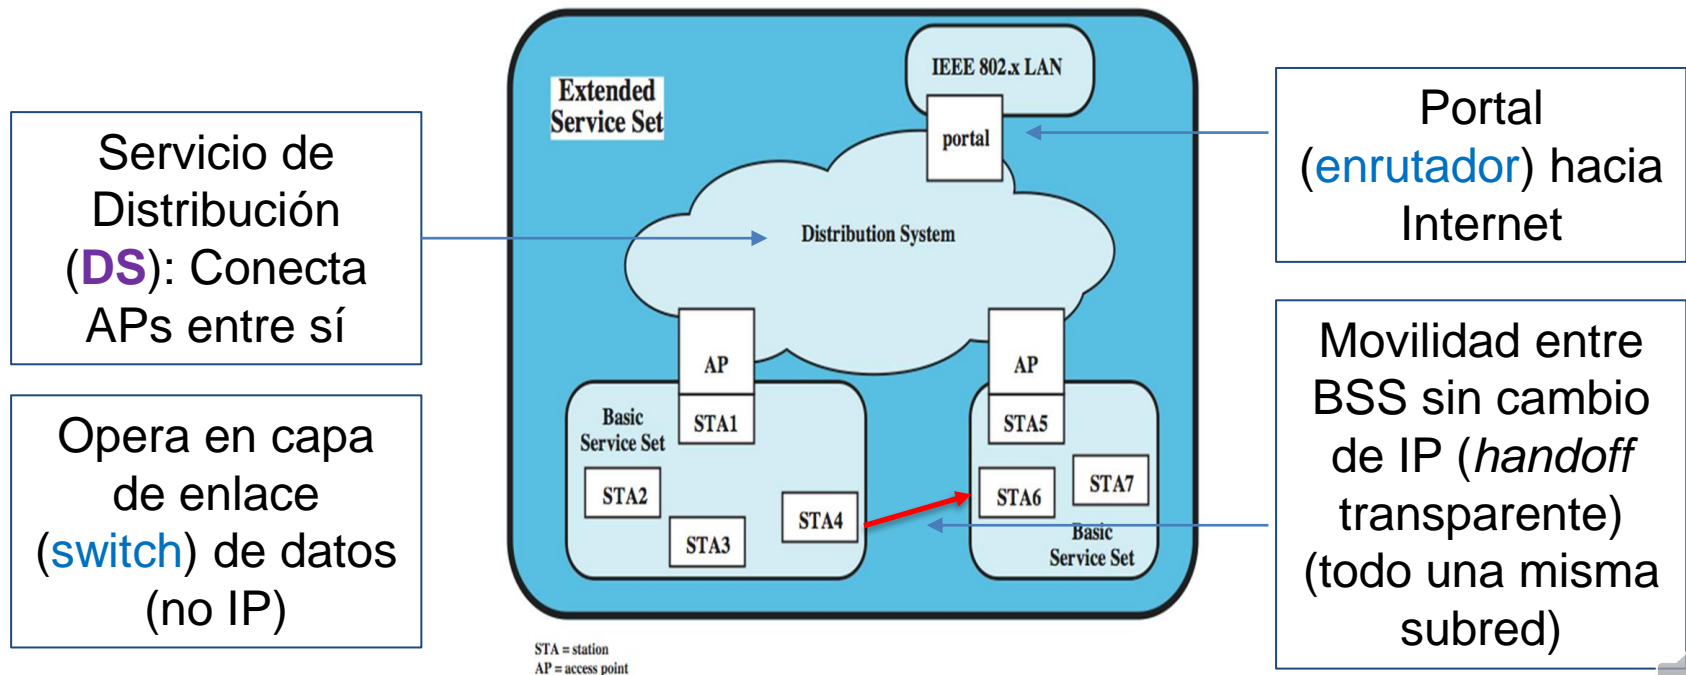 Servicio de
Distribución
(DS): Conecta
APs entre sí
Opera en capa
de enlace
(switch) de datos
(no IP)
Extended
Service Set
IEEE 802.x LAN
portal
Distribution System
AP
STA1
Basic
Service Set
STA2
STA3
STA4
AP
STA5
STA6
STA7
Basic
Service Set
STA = station
AP = access point
Portal
(enrutador) hacia
Internet
Movilidad entre
BSS sin cambio
de IP (handoff
transparente)
(todo una misma
subred)